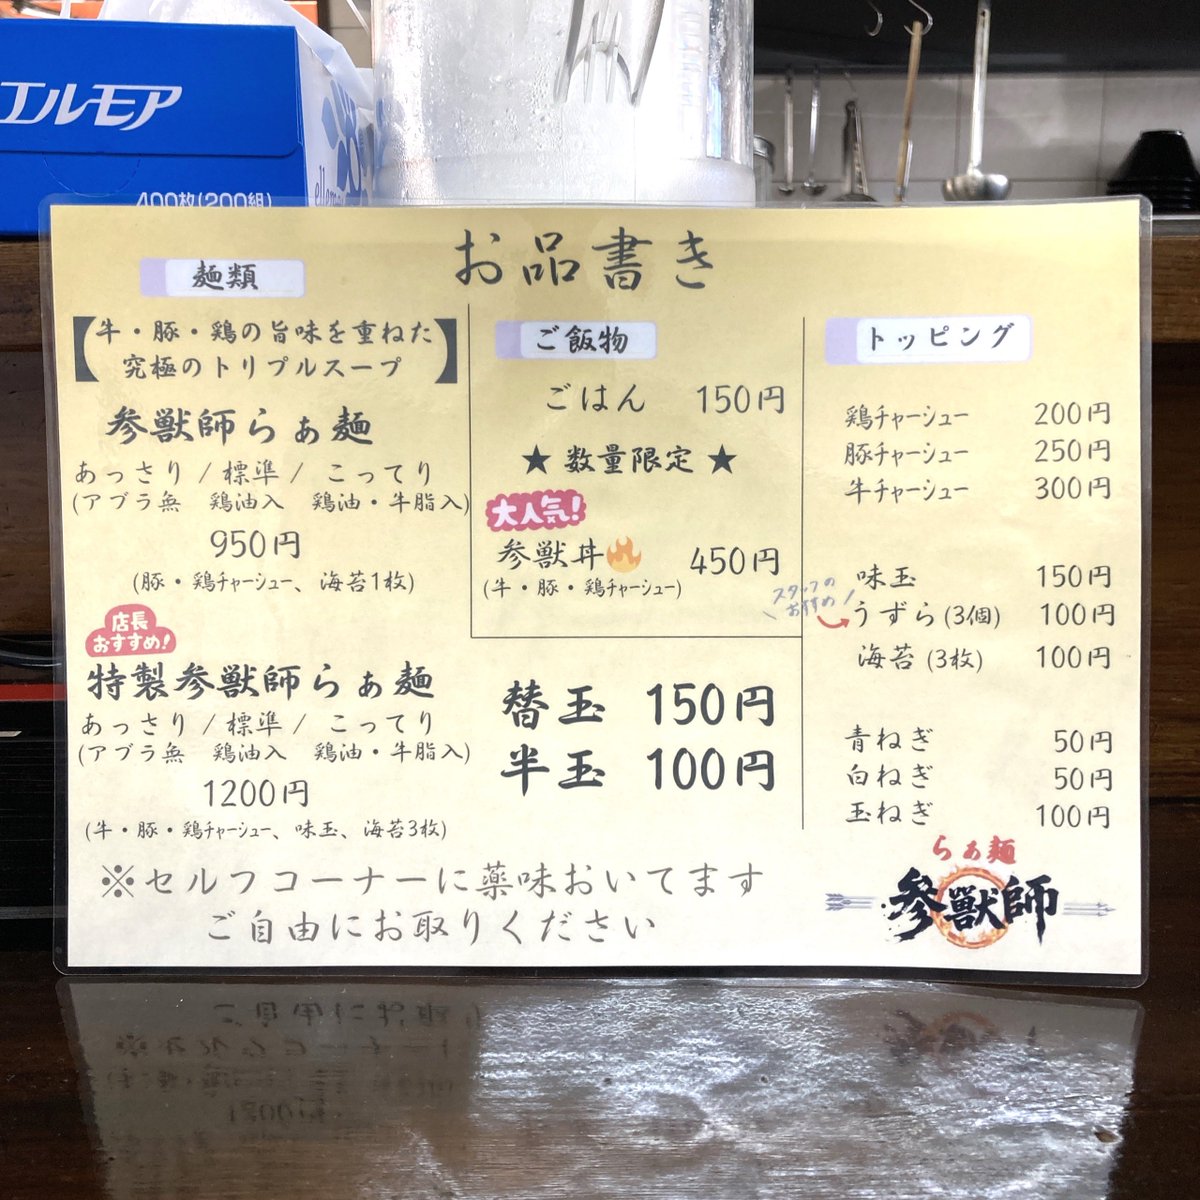 エルモア
400枚(200組)
お品書き
麺類
【牛・豚・鶏の旨味を重ねた
究極のトリプルスープ】
参獣師らぁ麺
あっさり / 標準 / こってり
(アブラ無 鶏油入 鶏油・牛脂入)
950円
(豚・鶏チャーシュー、海苔1枚)
店長
おすすめ!
特製参獣師らぁ麺
あっさり / 標準 / こってり
(アブラ無 鶏油入 鶏油・牛脂入)
1200円
(牛・豚・鶏チャーシュー、味玉、海苔3枚)
ご飯物
ごはん 150円
★ 数量限定 ★
大人気!
参獣丼🔥 450円
(牛・豚・鶏チャーシュー)
替玉 150円
半玉 100円
トッピング
鶏チャーシュー 200円
豚チャーシュー 250円
牛チャーシュー 300円
味玉 150円
スタッフの
おすすめ
うずら(3個) 100円
海苔(3枚) 100円
青ねぎ 50円
白ねぎ 50円
玉ねぎ 100円
※セルフコーナーに薬味おいてます
ご自由にお取りください
らぁ麺
参獣師